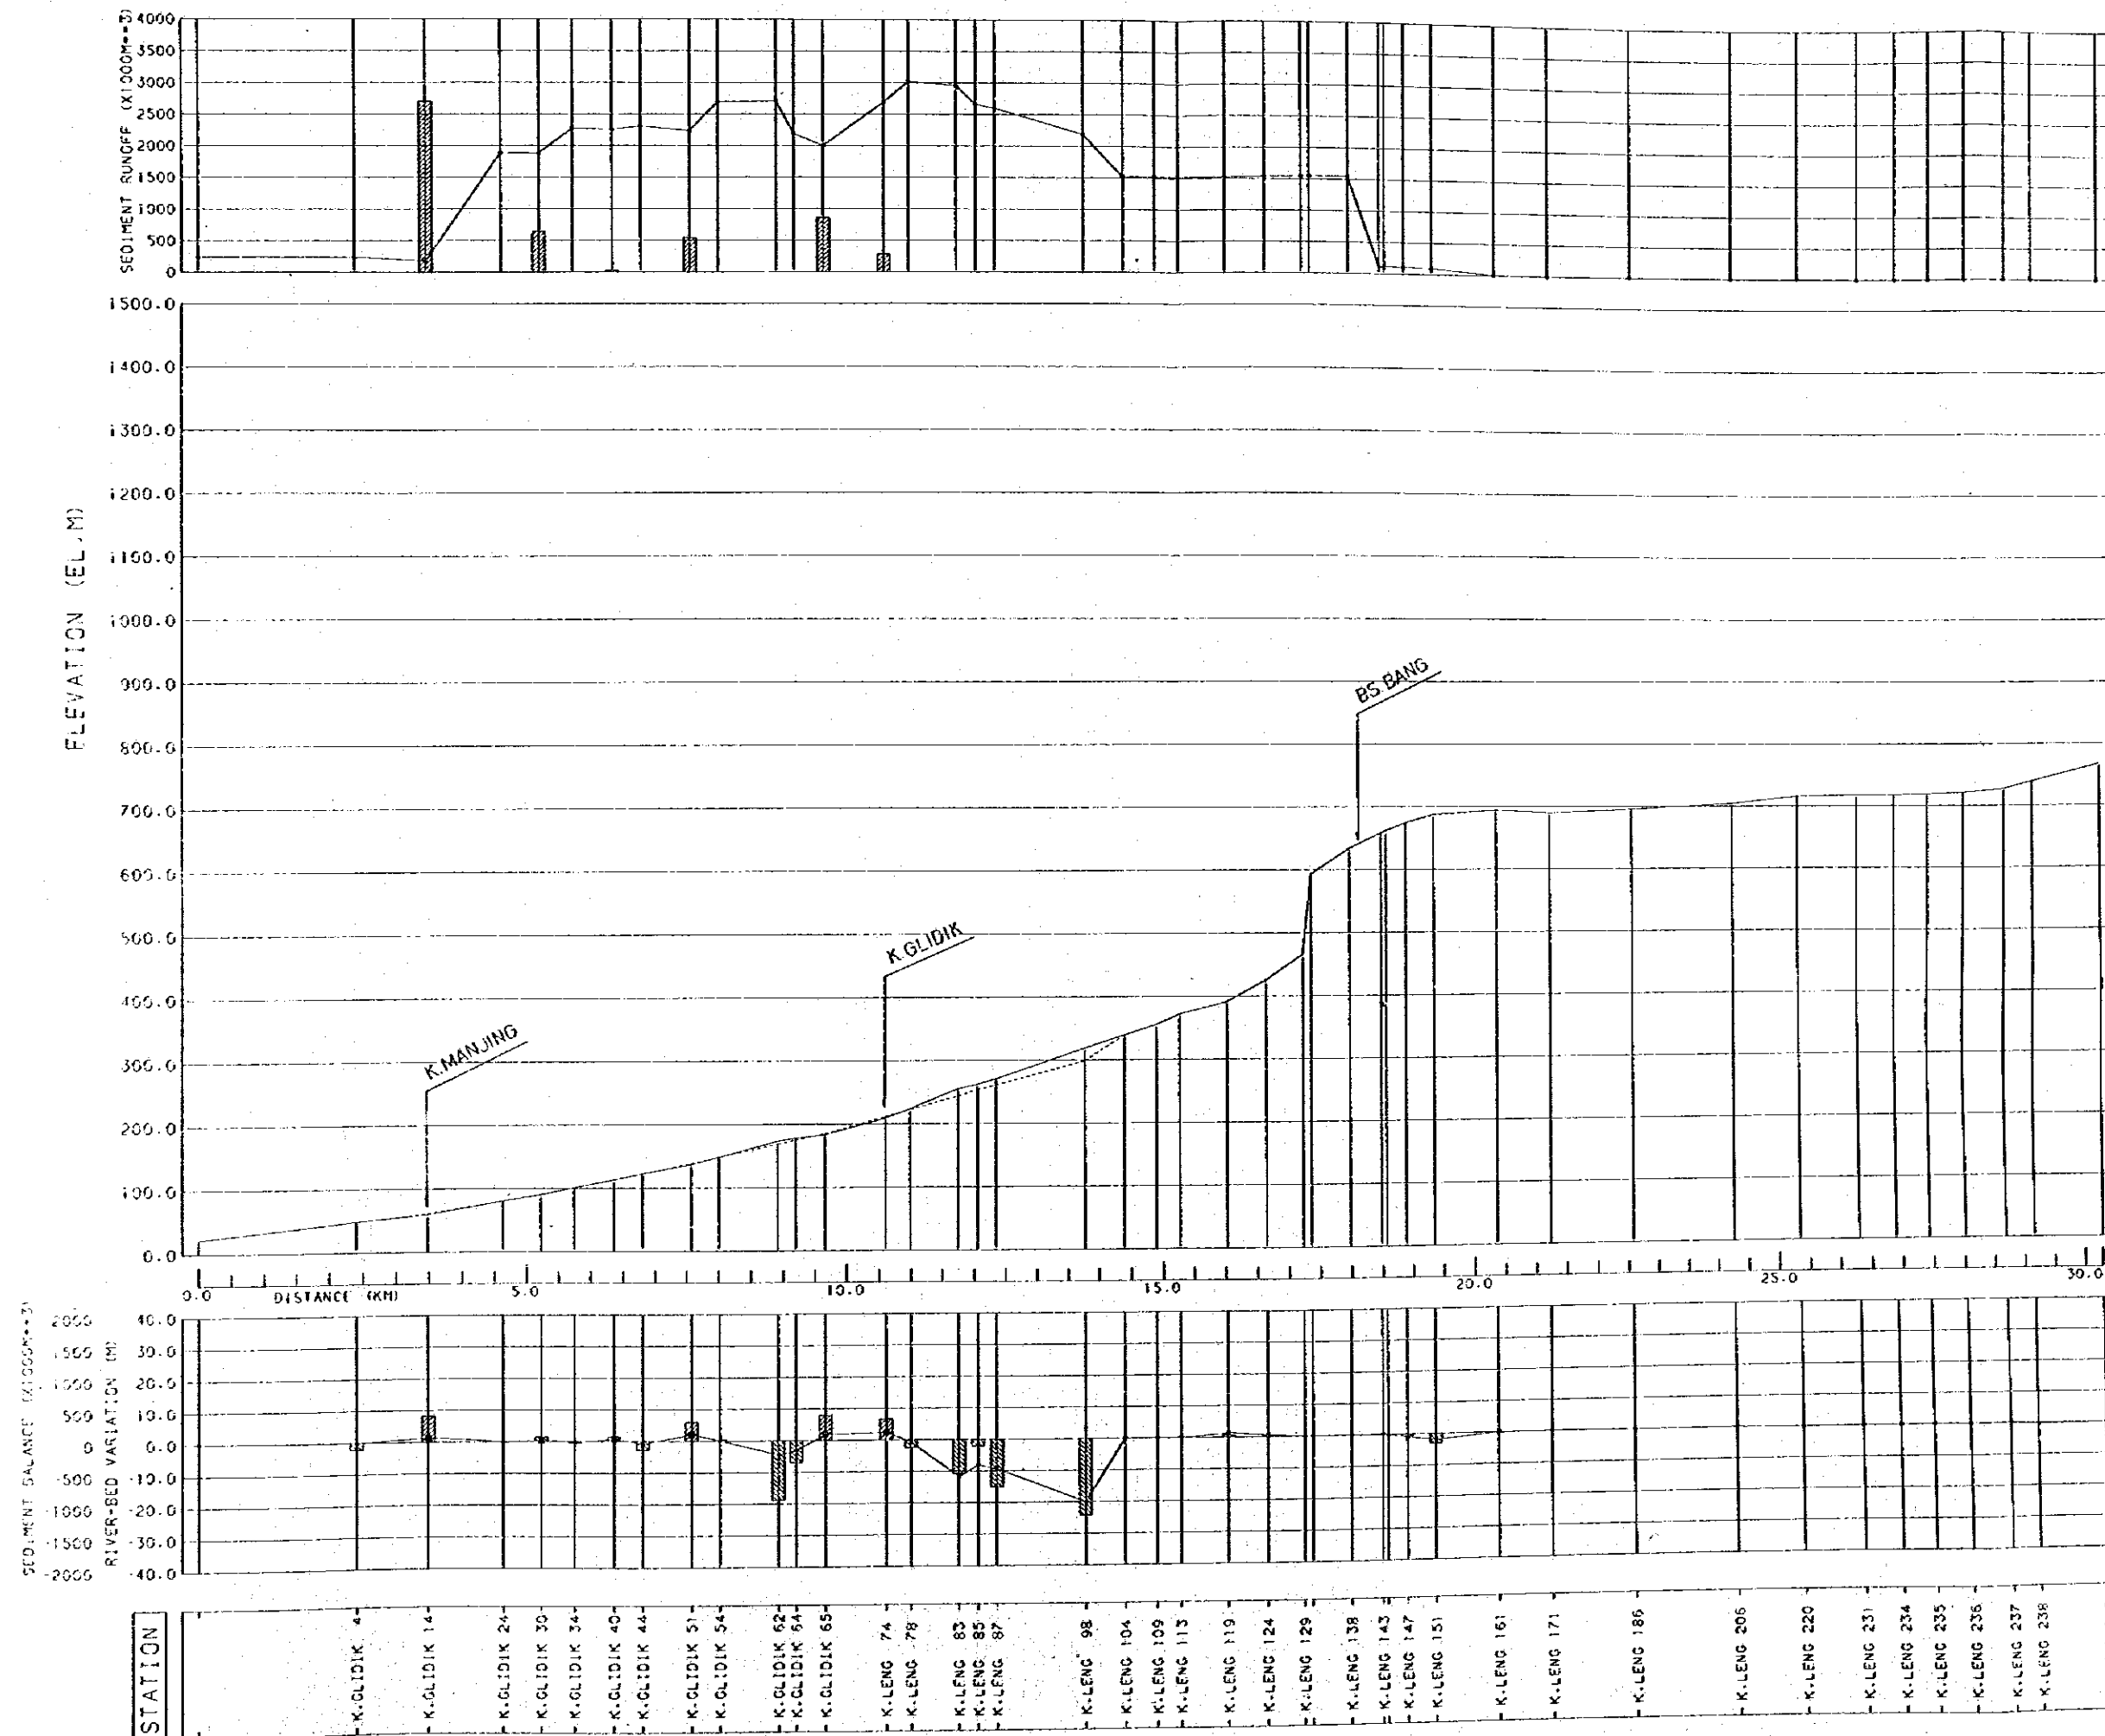 SEDIMENT RUNOFF (X1000M**3)
4000
3500
3000
2500
2000
1500
1000
500
0
ELEVATION (EL.M)
1500.0
1400.0
1300.0
1200.0
1100.0
1000.0
900.0
800.0
700.0
600.0
500.0
400.0
300.0
200.0
100.0
0.0
K.MANJING
K.GLIDIK
BS.BANG
0.0
5.0
10.0
15.0
20.0
25.0
30.0
DISTANCE (KM)
SEDIMENT BALANCE (X1000M**3)
2000
1500
1000
500
0
-500
-1000
-1500
-2000
RIVER-BED VARIATION (M)
40.0
30.0
20.0
10.0
0.0
-10.0
-20.0
-30.0
-40.0
STATION
K.GLIDIK 4
K.GLIDIK 14
K.GLIDIK 24
K.GLIDIK 30
K.GLIDIK 34
K.GLIDIK 40
K.GLIDIK 44
K.GLIDIK 51
K.GLIDIK 54
K.GLIDIK 62
K.GLIDIK 64
K.GLIDIK 65
K.LENG 74
K.LENG 78
K.LENG 83
K.LENG 85
K.LENG 87
K.LENG 98
K.LENG 104
K.LENG 109
K.LENG 113
K.LENG 119
K.LENG 124
K.LENG 129
K.LENG 138
K.LENG 143
K.LENG 147
K.LENG 151
K.LENG 161
K.LENG 171
K.LENG 186
K.LENG 206
K.LENG 220
K.LENG 231
K.LENG 234
K.LENG 235
K.LENG 236
K.LENG 237
K.LENG 238